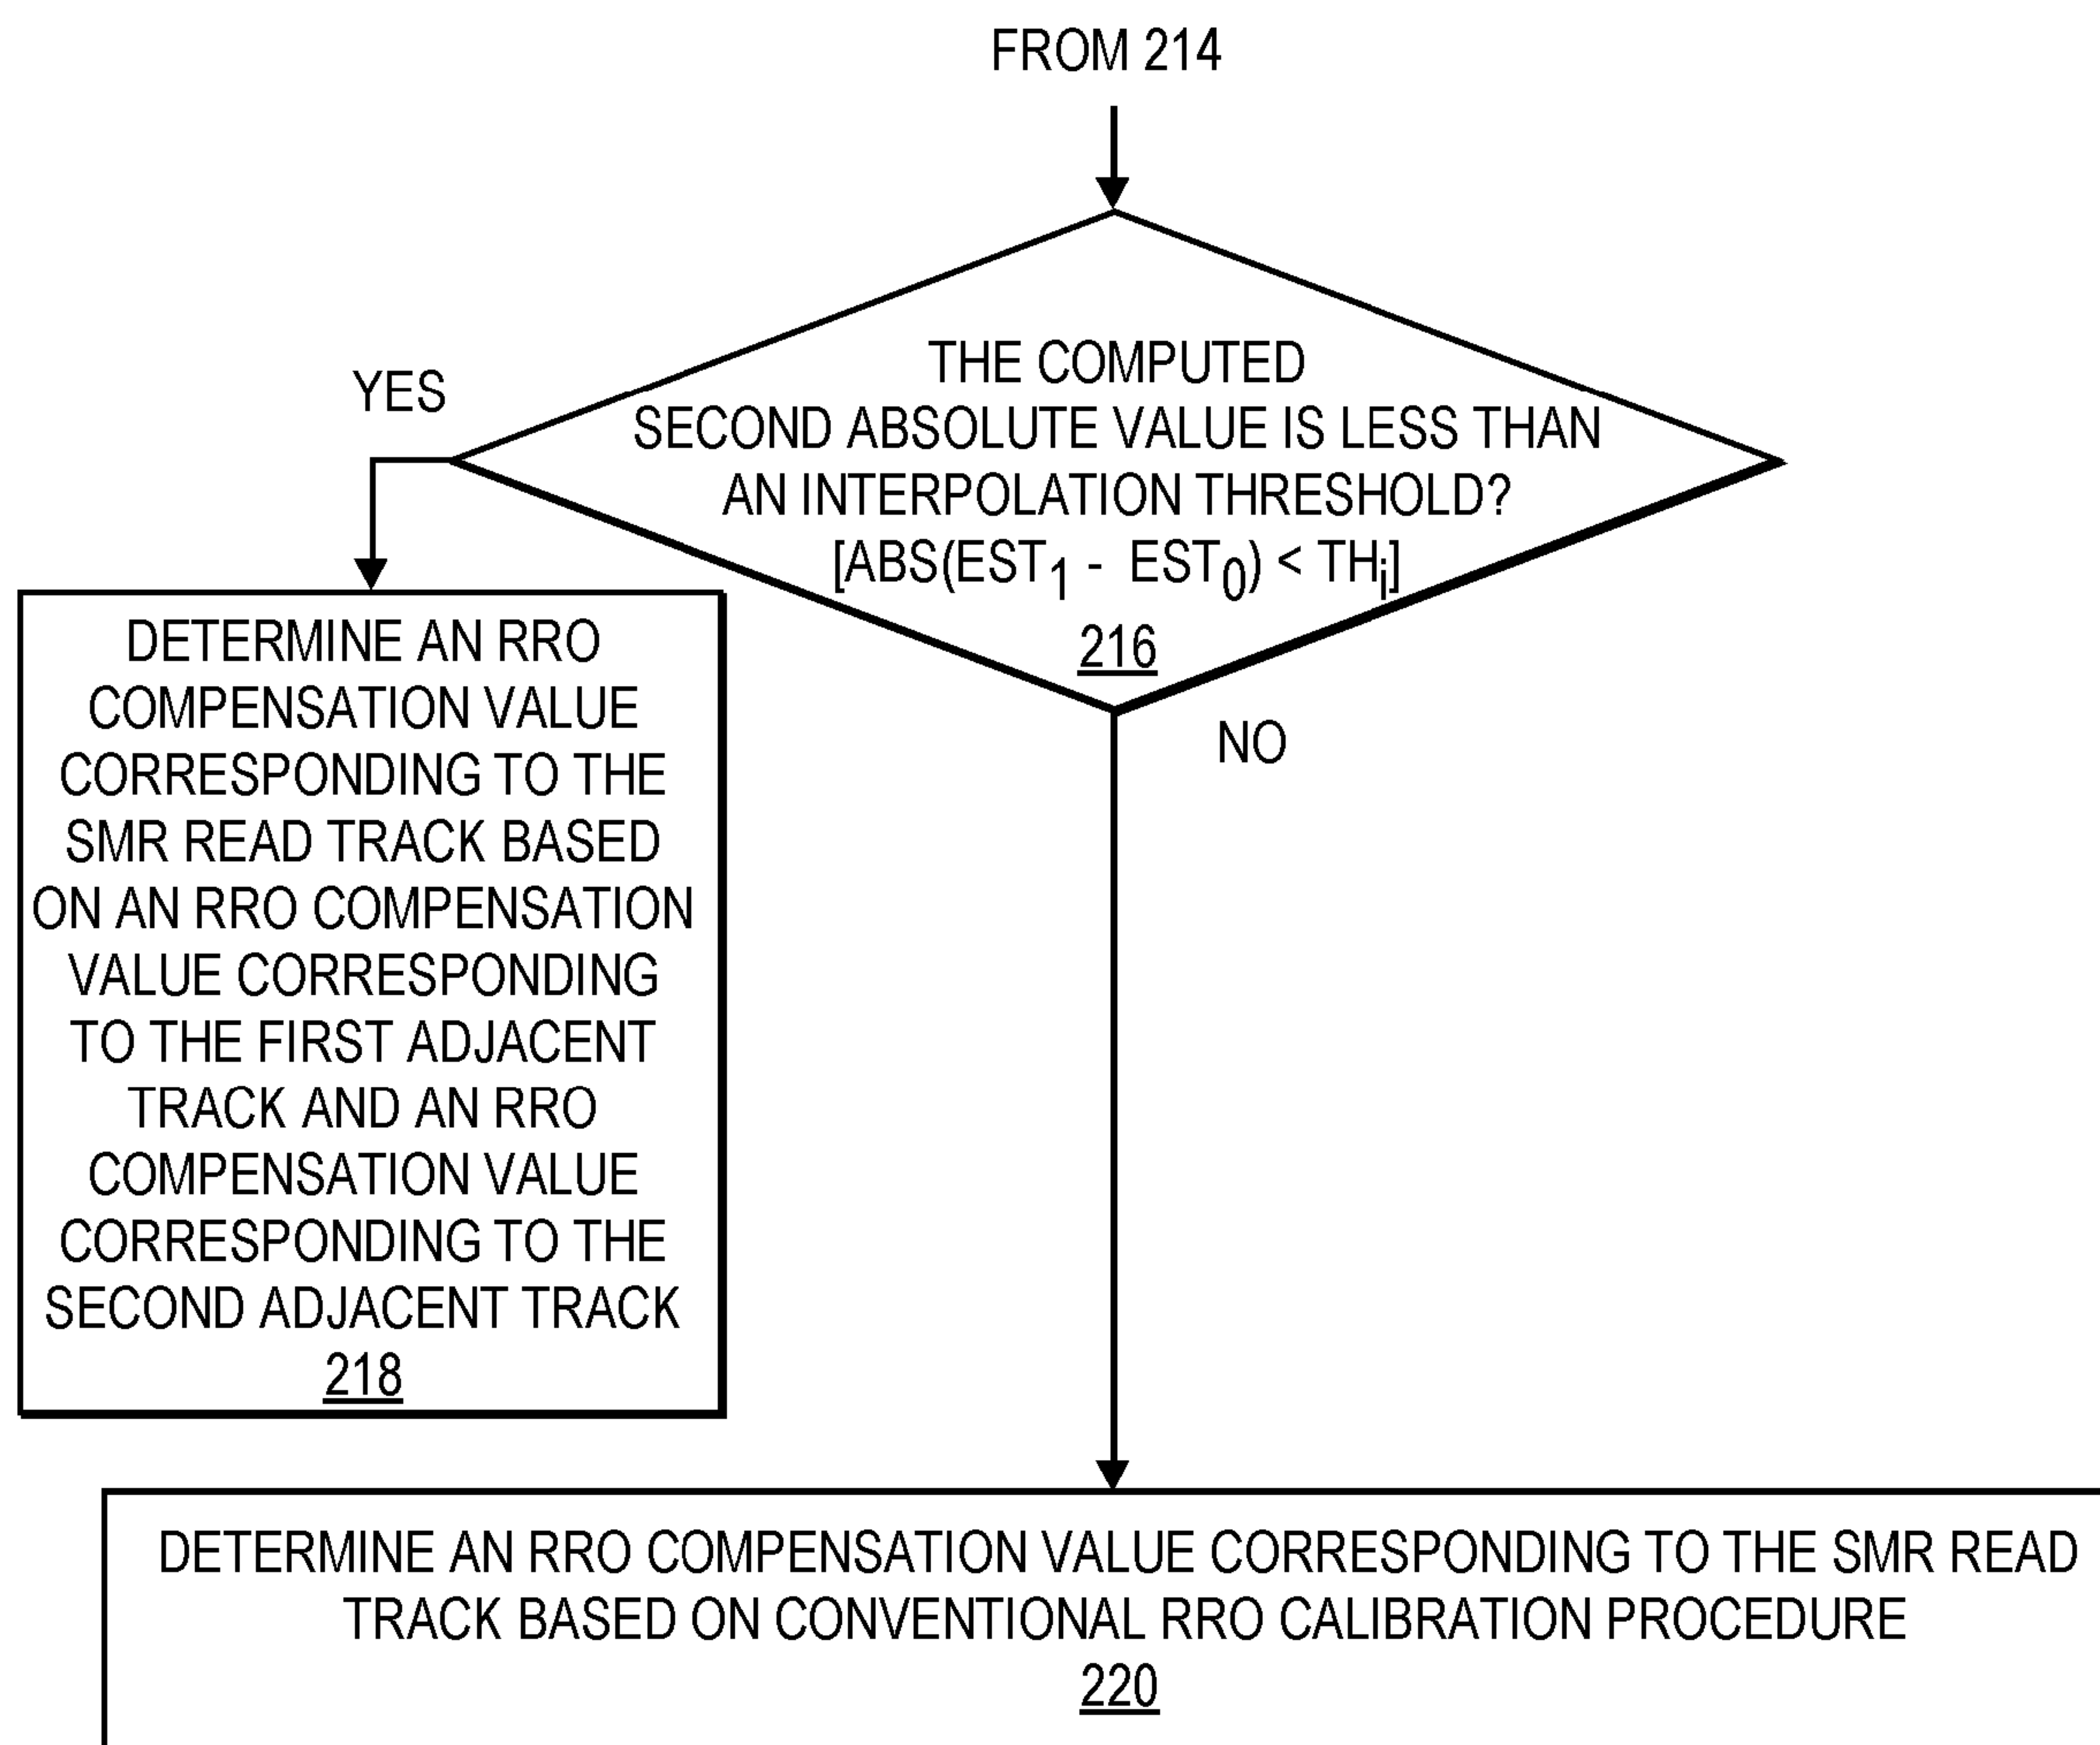 FROM 214
THE COMPUTED
SECOND ABSOLUTE VALUE IS LESS THAN
AN INTERPOLATION THRESHOLD?
[ABS(EST1 - EST0) < THi]
216
YES
NO
DETERMINE AN RRO
COMPENSATION VALUE
CORRESPONDING TO THE
SMR READ TRACK BASED
ON AN RRO COMPENSATION
VALUE CORRESPONDING
TO THE FIRST ADJACENT
TRACK AND AN RRO
COMPENSATION VALUE
CORRESPONDING TO THE
SECOND ADJACENT TRACK
218
DETERMINE AN RRO COMPENSATION VALUE CORRESPONDING TO THE SMR READ
TRACK BASED ON CONVENTIONAL RRO CALIBRATION PROCEDURE
220